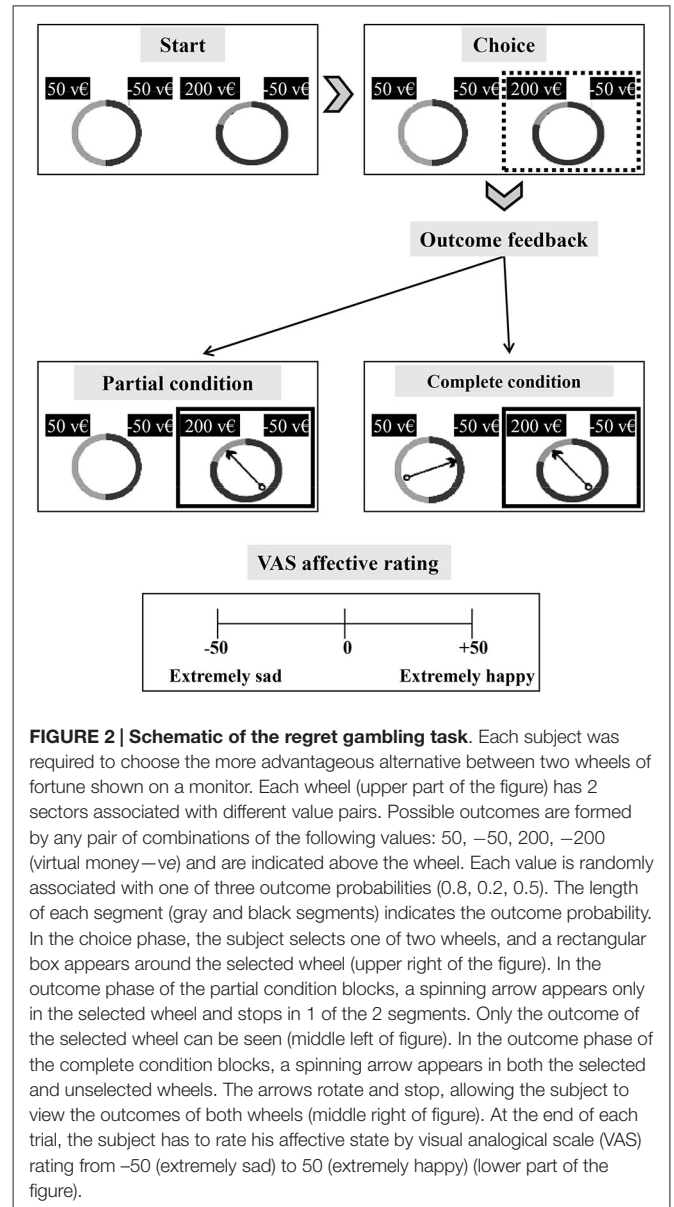 Start
Choice
50 v€ -50 v€ 200 v€ -50 v€
50 v€ -50 v€ 200 v€ -50 v€
Outcome feedback
Partial condition
Complete condition
50 v€ -50 v€ 200 v€ -50 v€
50 v€ -50 v€ 200 v€ -50 v€
VAS affective rating
-50 0 +50
Extremely sad Extremely happy
FIGURE 2 | Schematic of the regret gambling task. Each subject was
required to choose the more advantageous alternative between two wheels of
fortune shown on a monitor. Each wheel (upper part of the figure) has 2
sectors associated with different value pairs. Possible outcomes are formed
by any pair of combinations of the following values: 50, −50, 200, −200
(virtual money—ve) and are indicated above the wheel. Each value is randomly
associated with one of three outcome probabilities (0.8, 0.2, 0.5). The length
of each segment (gray and black segments) indicates the outcome probability.
In the choice phase, the subject selects one of two wheels, and a rectangular
box appears around the selected wheel (upper right of the figure). In the
outcome phase of the partial condition blocks, a spinning arrow appears only
in the selected wheel and stops in 1 of the 2 segments. Only the outcome of
the selected wheel can be seen (middle left of figure). In the outcome phase of
the complete condition blocks, a spinning arrow appears in both the selected
and unselected wheels. The arrows rotate and stop, allowing the subject to
view the outcomes of both wheels (middle right of figure). At the end of each
trial, the subject has to rate his affective state by visual analogical scale (VAS)
rating from –50 (extremely sad) to 50 (extremely happy) (lower part of the
figure).